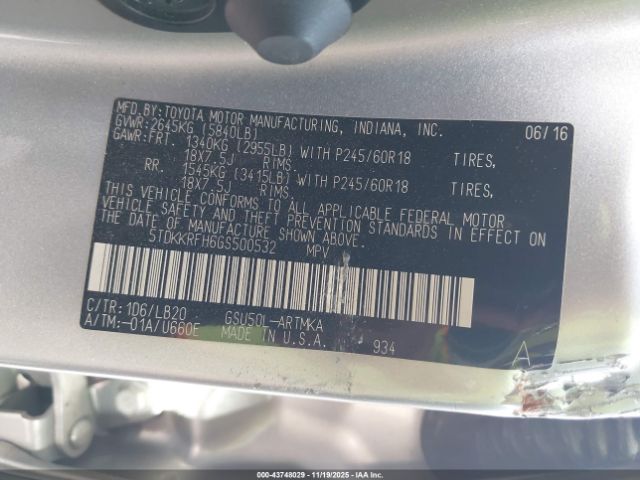 MFD.BY:TOYOTA MOTOR MANUFACTURING, INDIANA, INC. 06/16
GVWR:2645KG (5840LB)
GAWR:FRT. 1340KG (2955LB) WITH P245/60R18 TIRES,
18X7.5J RIMS.
RR. 1545KG (3415LB) WITH P245/60R18 TIRES,
18X7.5J RIMS.
THIS VEHICLE CONFORMS TO ALL APPLICABLE FEDERAL MOTOR
VEHICLE SAFETY AND THEFT PREVENTION STANDARDS IN EFFECT ON
THE DATE OF MANUFACTURE SHOWN ABOVE.
5TDKKRFH6GS500532 MPV
C/TR:1D6/LB20 GSU50L-ARTMKA
A/TM:-01A/U660E MADE IN U.S.A. 934 A
000-43748029 - 11/19/2025 - IAA